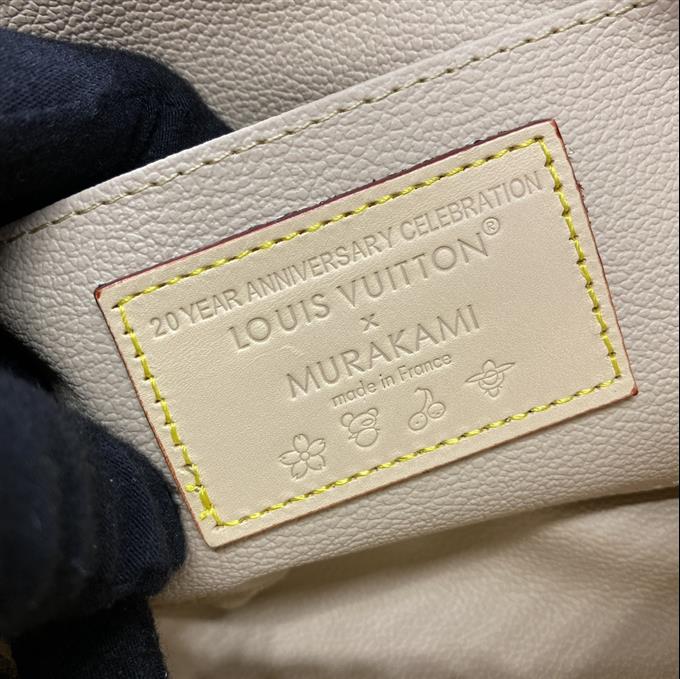 20 YEAR ANNIVERSARY CELEBRATION
LOUIS VUITTON®
x
MURAKAMI
made in France